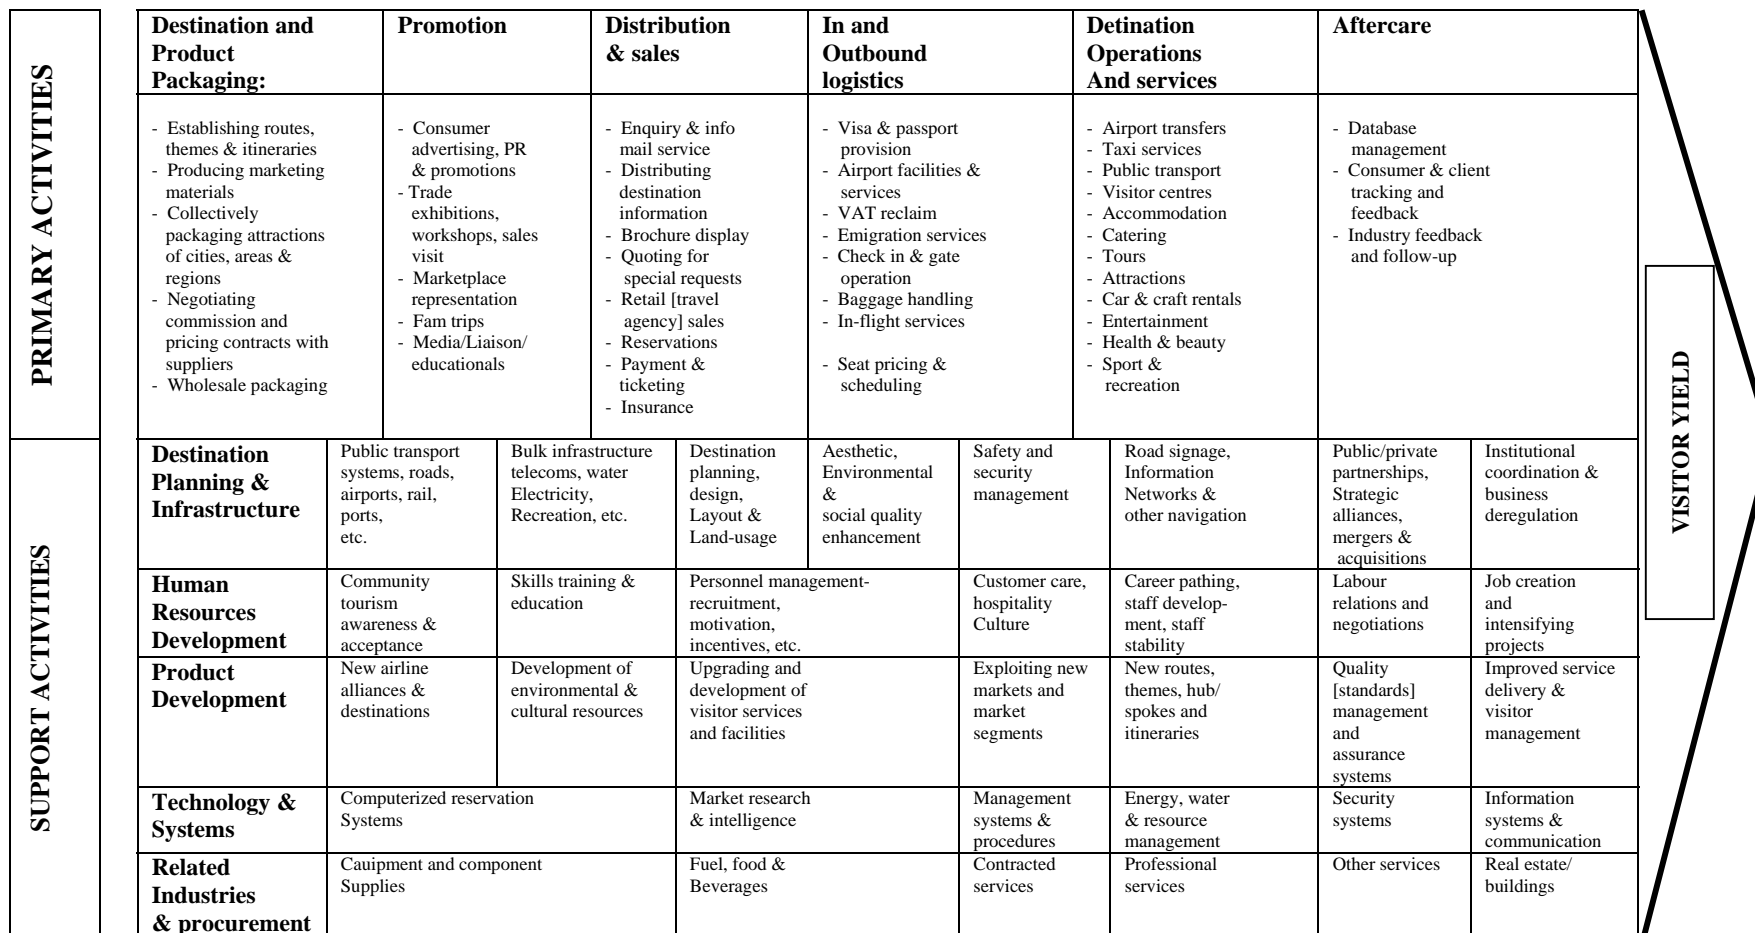 PRIMARY ACTIVITIES
Destination and
Product
Packaging:
Promotion
Distribution
& sales
In and
Outbound
logistics
Detination
Operations
And services
Aftercare
- Establishing routes,
themes & itineraries
- Producing marketing
materials
- Collectively
packaging attractions
of cities, areas &
regions
- Negotiating
commission and
pricing contracts with
suppliers
- Wholesale packaging
- Consumer
advertising, PR
& promotions
- Trade
exhibitions,
workshops, sales
visit
- Marketplace
representation
- Fam trips
- Media/Liaison/
educationals
- Enquiry & info
mail service
- Distributing
destination
information
- Brochure display
- Quoting for
special requests
- Retail [travel
agency] sales
- Reservations
- Payment &
ticketing
- Insurance
- Visa & passport
provision
- Airport facilities &
services
- VAT reclaim
- Emigration services
- Check in & gate
operation
- Baggage handling
- In-flight services
- Seat pricing &
scheduling
- Airport transfers
- Taxi services
- Public transport
- Visitor centres
- Accommodation
- Catering
- Tours
- Attractions
- Car & craft rentals
- Entertainment
- Health & beauty
- Sport &
recreation
- Database
management
- Consumer & client
tracking and
feedback
- Industry feedback
and follow-up
VISITOR YIELD
SUPPORT ACTIVITIES
Destination
Planning &
Infrastructure
Public transport
systems, roads,
airports, rail,
ports,
etc.
Bulk infrastructure
telecoms, water
Electricity,
Recreation, etc.
Destination
planning,
design,
Layout &
Land-usage
Aesthetic,
Environmental
&
social quality
enhancement
Safety and
security
management
Road signage,
Information
Networks &
other navigation
Public/private
partnerships,
Strategic
alliances,
mergers &
acquisitions
Institutional
coordination &
business
deregulation
Human
Resources
Development
Community
tourism
awareness &
acceptance
Skills training &
education
Personnel management-
recruitment,
motivation,
incentives, etc.
Customer care,
hospitality
Culture
Career pathing,
staff develop-
ment, staff
stability
Labour
relations and
negotiations
Job creation
and
intensifying
projects
Product
Development
New airline
alliances &
destinations
Development of
environmental &
cultural resources
Upgrading and
development of
visitor services
and facilities
Exploiting new
markets and
market
segments
New routes,
themes, hub/
spokes and
itineraries
Quality
[standards]
management
and
assurance
systems
Improved service
delivery &
visitor
management
Technology &
Systems
Computerized reservation
Systems
Market research
& intelligence
Management
systems &
procedures
Energy, water
& resource
management
Security
systems
Information
systems &
communication
Related
Industries
& procurement
Cauipment and component
Supplies
Fuel, food &
Beverages
Contracted
services
Professional
services
Other services
Real estate/
buildings